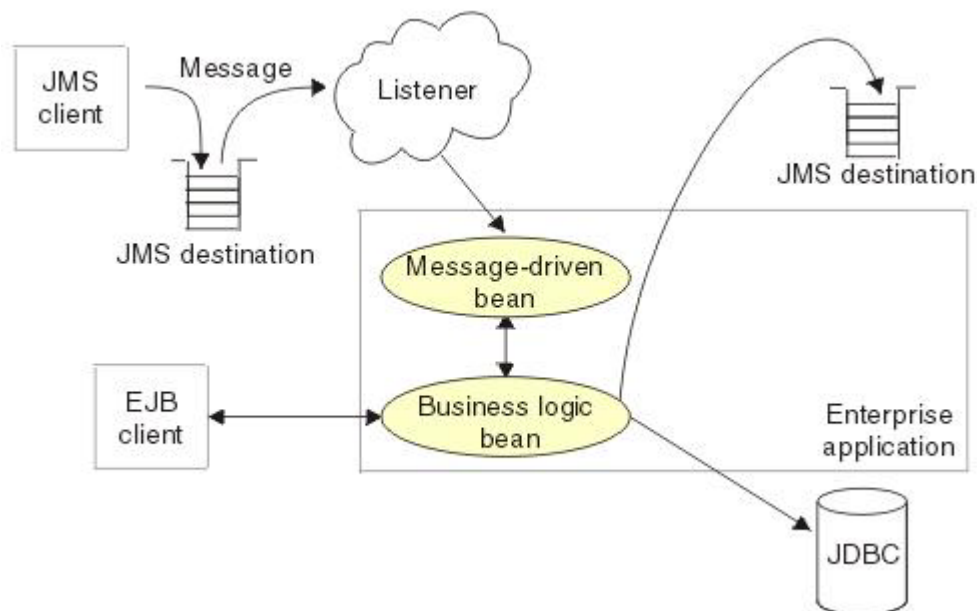 JMS
client
Message
Listener
JMS destination
JMS destination
Message-driven
bean
EJB
client
Business logic
bean
Enterprise
application
JDBC